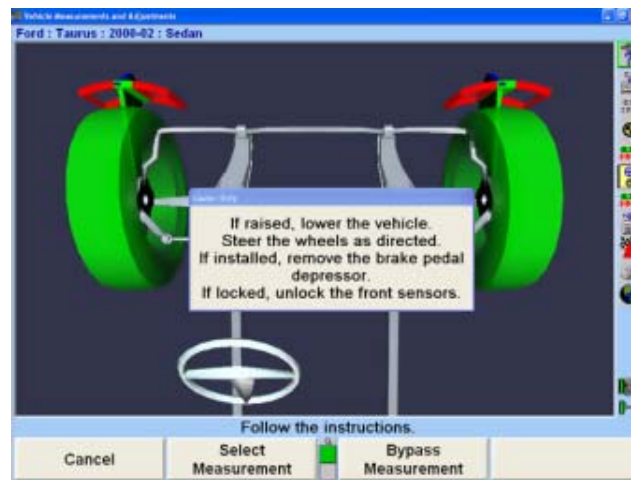 Vehicle Measurements and Adjustments
Ford : Taurus : 2000-02 : Sedan
If raised, lower the vehicle.
Steer the wheels as directed.
If installed, remove the brake pedal
depressor.
If locked, unlock the front sensors.
Follow the instructions.
Cancel
Select
Measurement
Bypass
Measurement